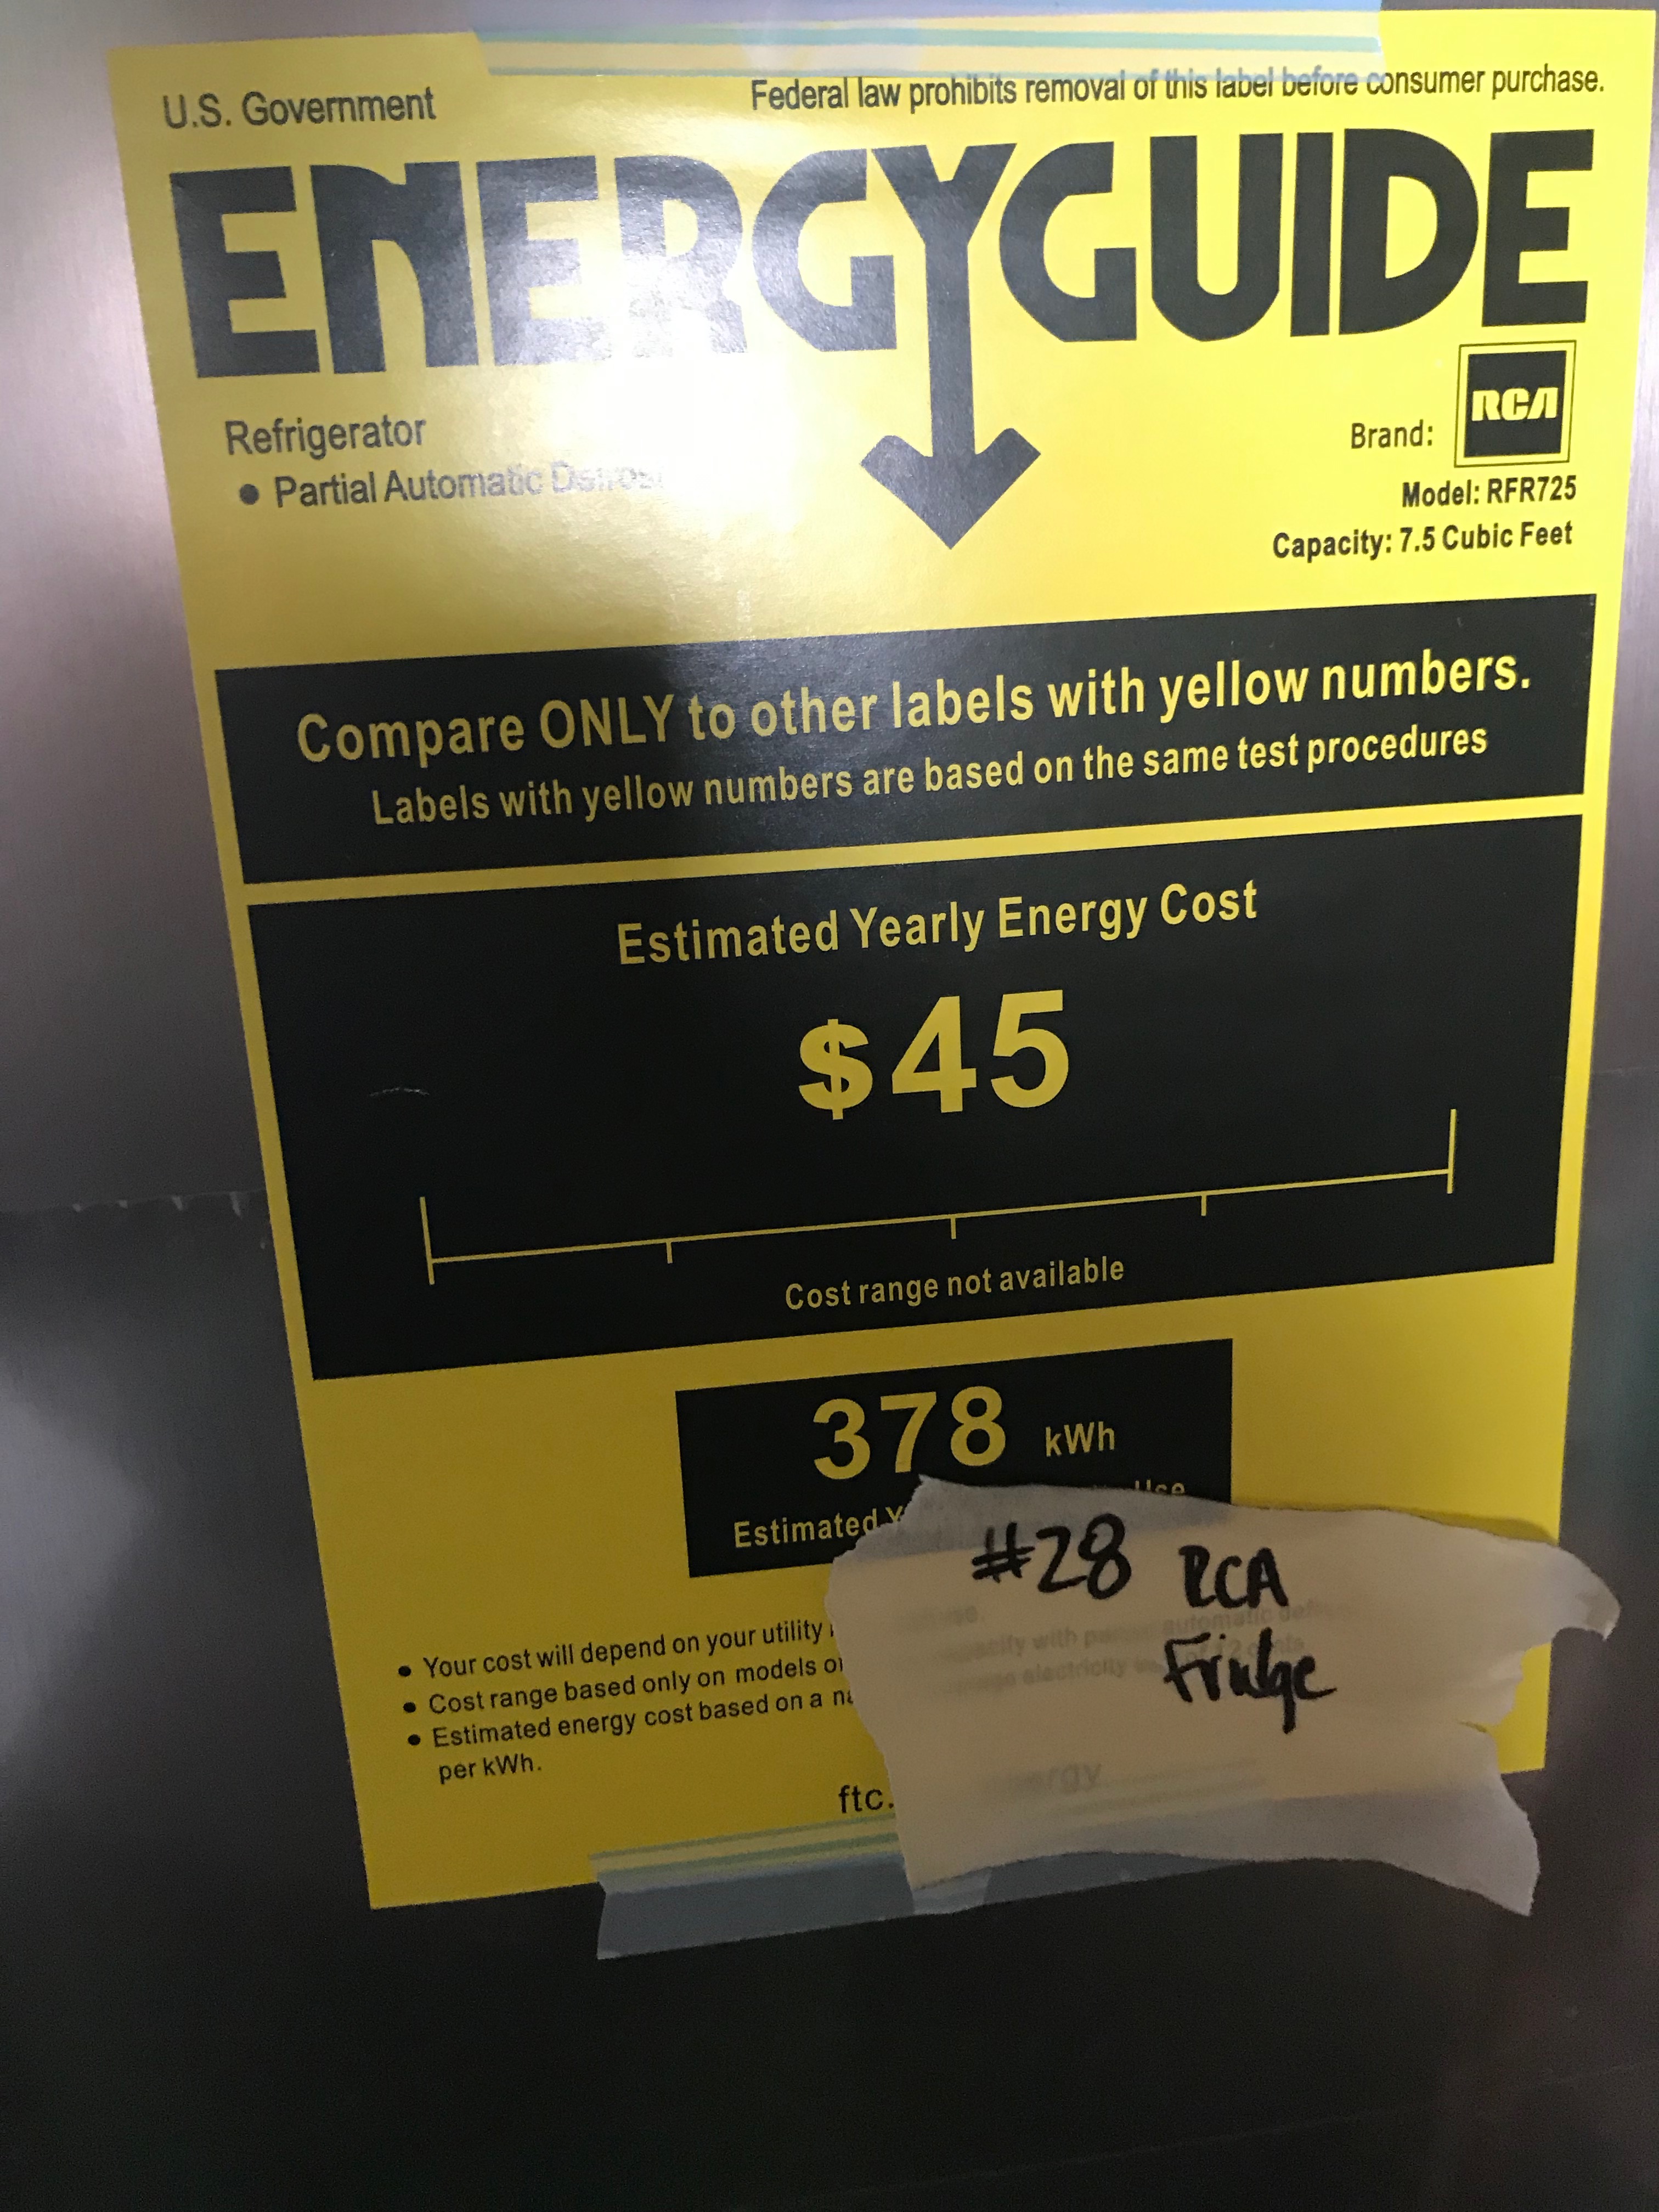 U.S. Government
Federal law prohibits removal of this label before consumer purchase.
ENERGYGUIDE
Refrigerator
• Partial Automatic Defrost
Brand: RCA
Model: RFR725
Capacity: 7.5 Cubic Feet
Compare ONLY to other labels with yellow numbers.
Labels with yellow numbers are based on the same test procedures
Estimated Yearly Energy Cost
$45
Cost range not available
378 kWh
Estimated Y Use
#28 RCA
Fridge
• Your cost will depend on your utility
• Cost range based only on models
• Estimated energy cost based on a
per kWh.
ftc.